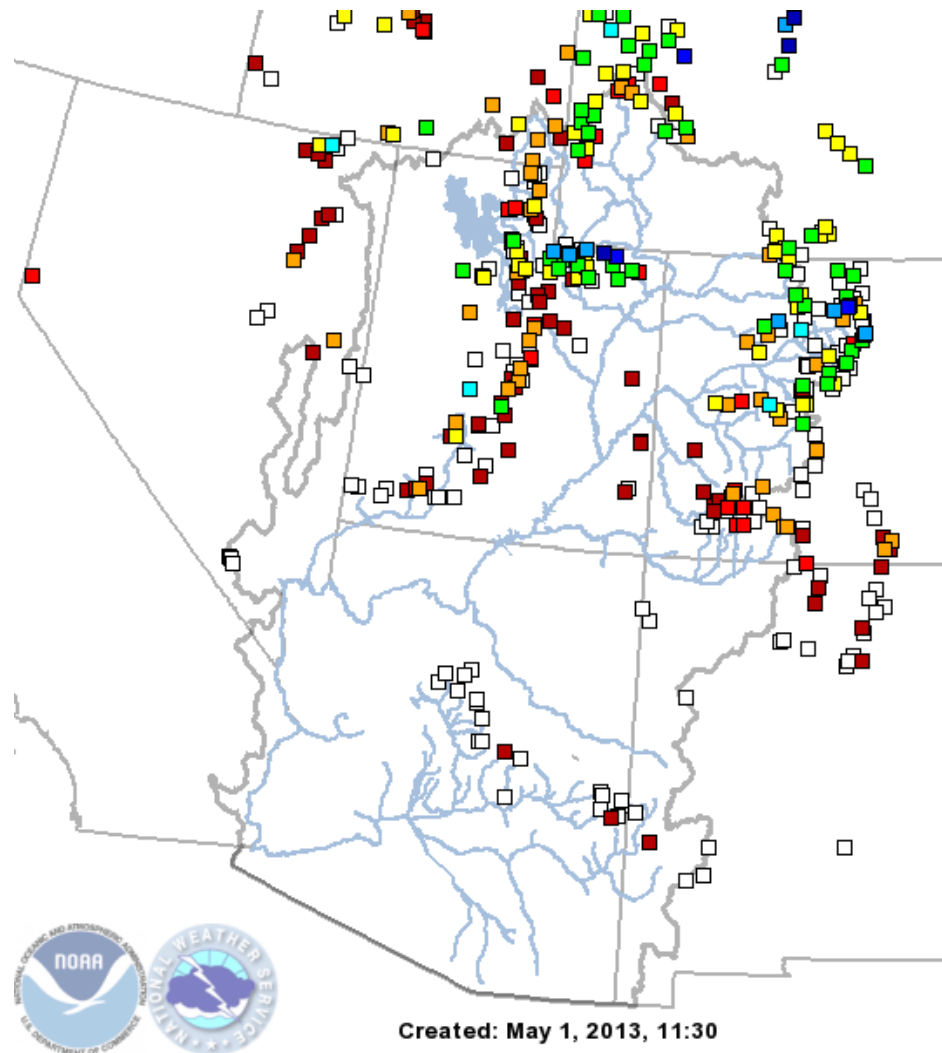 NATIONAL OCEANIC AND ATMOSPHERIC ADMINISTRATION
NOAA
U.S. DEPARTMENT OF COMMERCE
NATIONAL WEATHER SERVICE
Created: May 1, 2013, 11:30